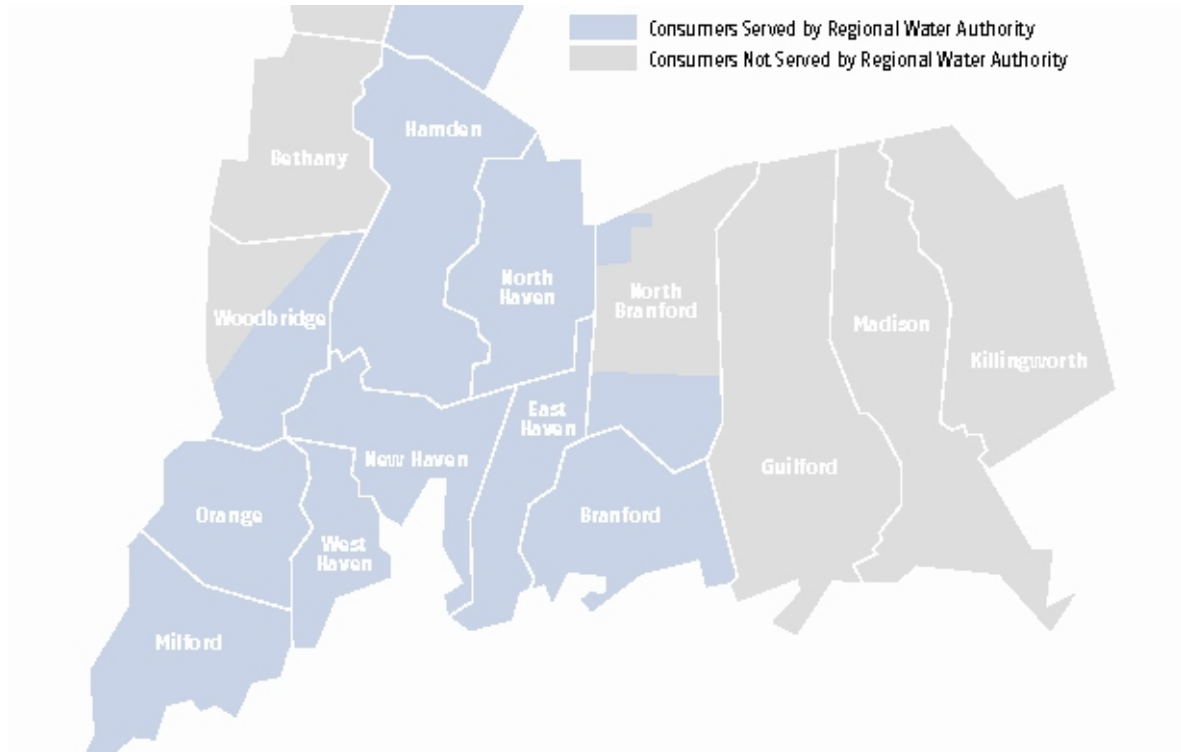 Consumers Served by Regional Water Authority
Consumers Not Served by Regional Water Authority
Hamden
Bethany
North
Haven
North
Branford
Woodbridge
Madison
Killingworth
East
Haven
New Haven
Guilford
Orange
Branford
West
Haven
Milford